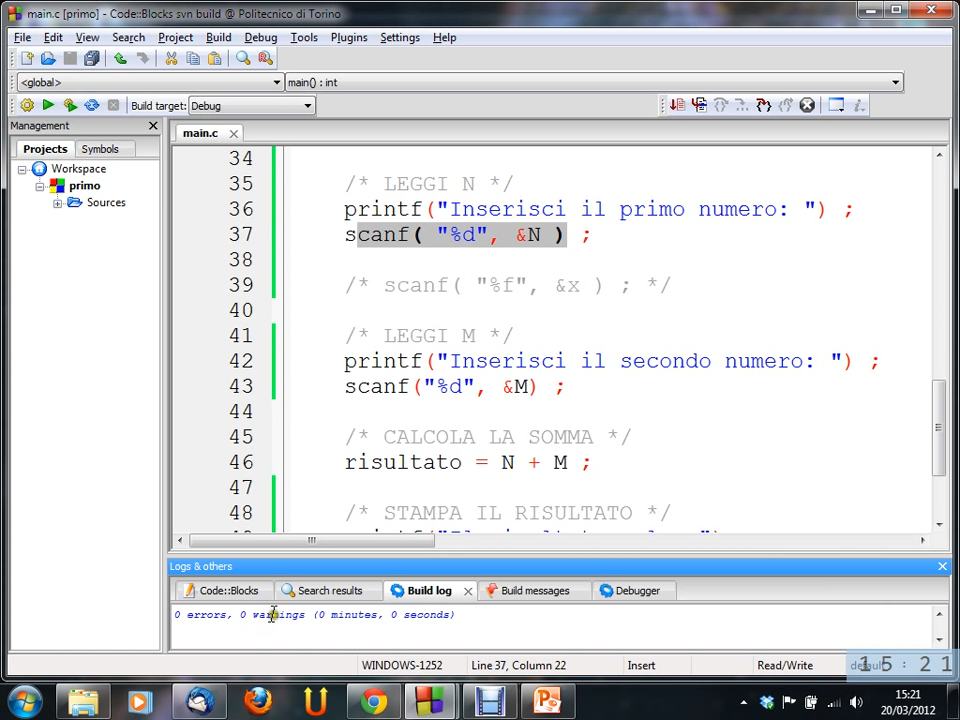 main.c [primo] - Code::Blocks svn build @ Politecnico di Torino
File Edit View Search Project Build Debug Tools Plugins Settings Help
<global> main() : int
Build target: Debug
Management
main.c
Projects Symbols
Workspace
primo
Sources
34
35 /* LEGGI N */
36 printf("Inserisci il primo numero: ") ;
37 scanf( "%d", &N ) ;
38
39 /* scanf( "%f", &x ) ; */
40
41 /* LEGGI M */
42 printf("Inserisci il secondo numero: ") ;
43 scanf("%d", &M) ;
44
45 /* CALCOLA LA SOMMA */
46 risultato = N + M ;
47
48 /* STAMPA IL RISULTATO */
Logs & others
Code::Blocks Search results Build log Build messages Debugger
0 errors, 0 warnings (0 minutes, 0 seconds)
WINDOWS-1252 Line 37, Column 22 Insert Read/Write default
15:21
15:21
20/03/2012